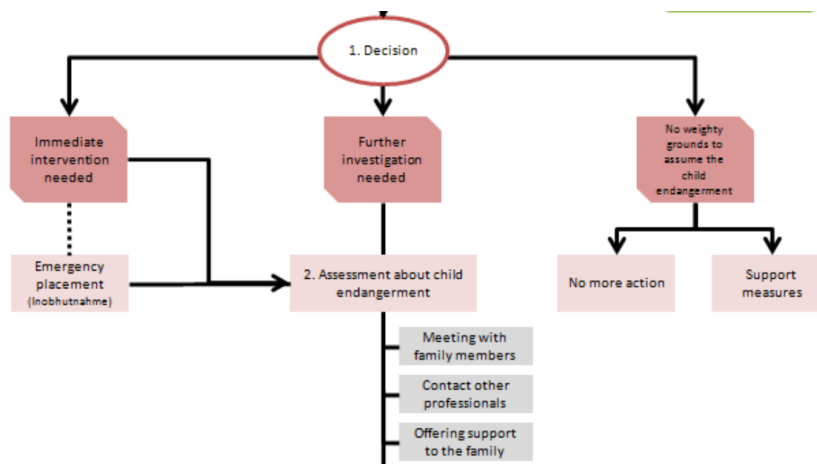 1. Decision
Immediate
intervention
needed
Further
investigation
needed
No weighty
grounds to
assume the
child
endangerment
Emergency
placement
(Inobhutnahme)
2. Assessment about child
endangerment
No more action
Support
measures
Meeting with
family members
Contact other
professionals
Offering support
to the family